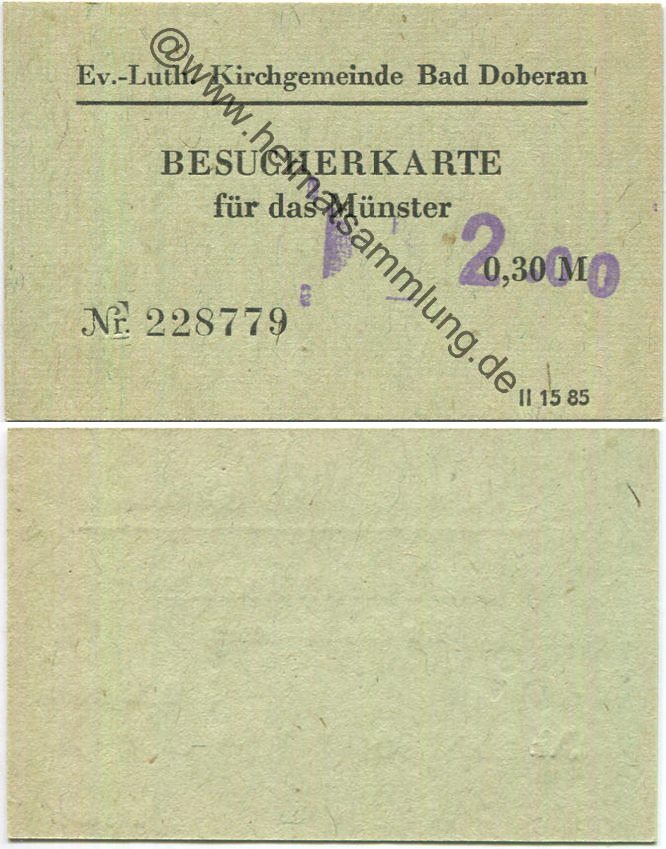 Ev.-Luth. Kirchgemeinde Bad Doberan
BESUCHERKARTE
für das Münster
2.00
0,30 M
Nr. 228779
II 15 85
@www.heimatsammlung.de